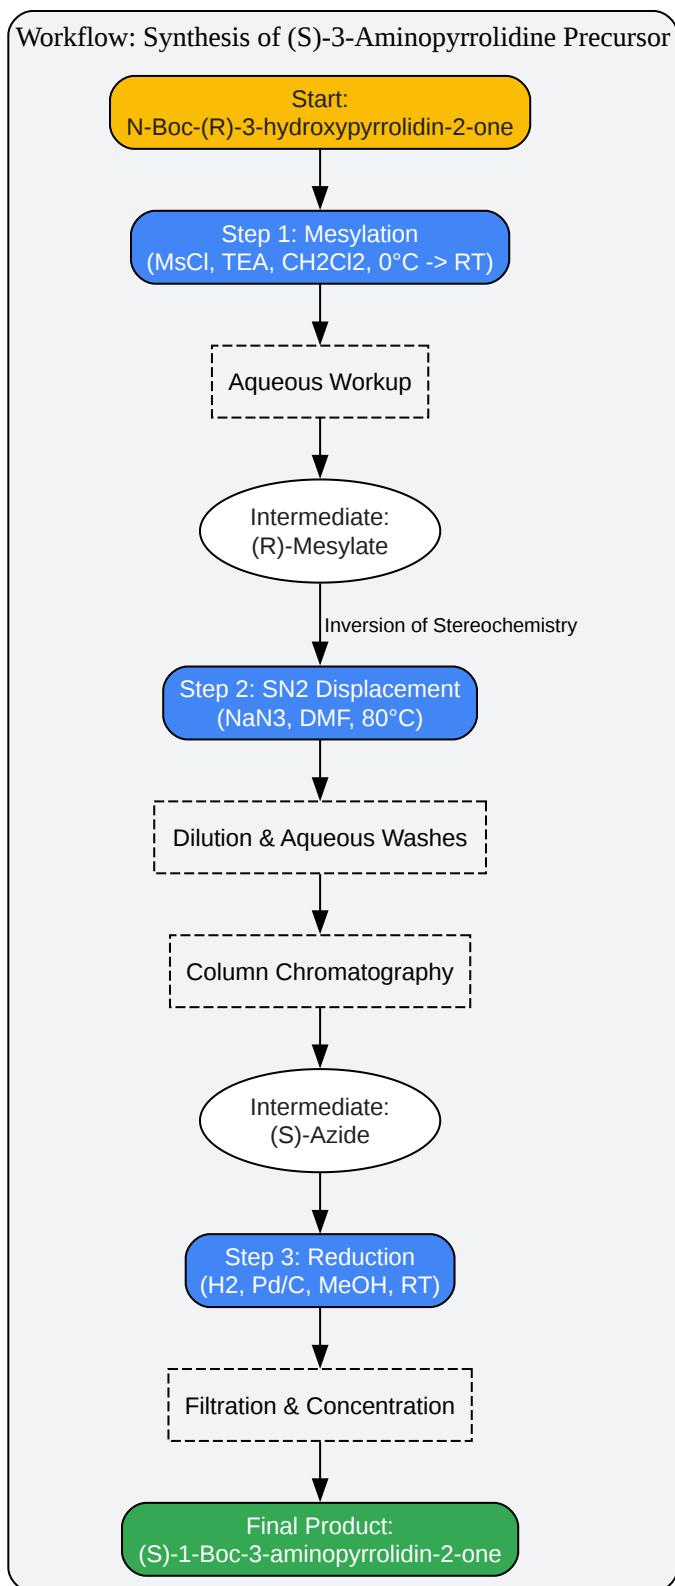 Workflow: Synthesis of (S)-3-Aminopyrrolidine Precursor
Start:
N-Boc-(R)-3-hydroxypyrrolidin-2-one
Step 1: Mesylation
(MsCl, TEA, CH2Cl2, 0°C -> RT)
Aqueous Workup
Intermediate:
(R)-Mesylate
Inversion of Stereochemistry
Step 2: SN2 Displacement
(NaN3, DMF, 80°C)
Dilution & Aqueous Washes
Column Chromatography
Intermediate:
(S)-Azide
Step 3: Reduction
(H2, Pd/C, MeOH, RT)
Filtration & Concentration
Final Product:
(S)-1-Boc-3-aminopyrrolidin-2-one